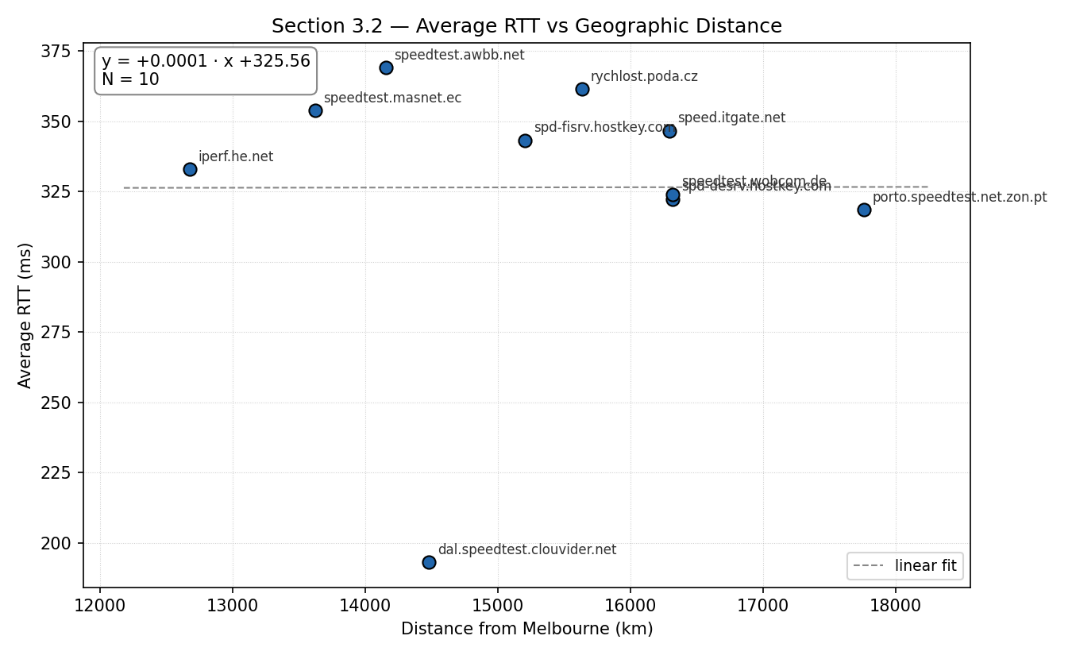 Section 3.2 — Average RTT vs Geographic Distance
y = +0.0001 · x +325.56
N = 10
speedtest.awbb.net
rychlost.poda.cz
speedtest.masnet.ec
speed.itgate.net
spd-fisrv.hostkey.com
iperf.he.net
speedtest.wobcom.de
spd-desrv.hostkey.com
porto.speedtest.net.zon.pt
dal.speedtest.clouvider.net
linear fit
375
350
325
300
275
250
225
200
Average RTT (ms)
12000 13000 14000 15000 16000 17000 18000
Distance from Melbourne (km)